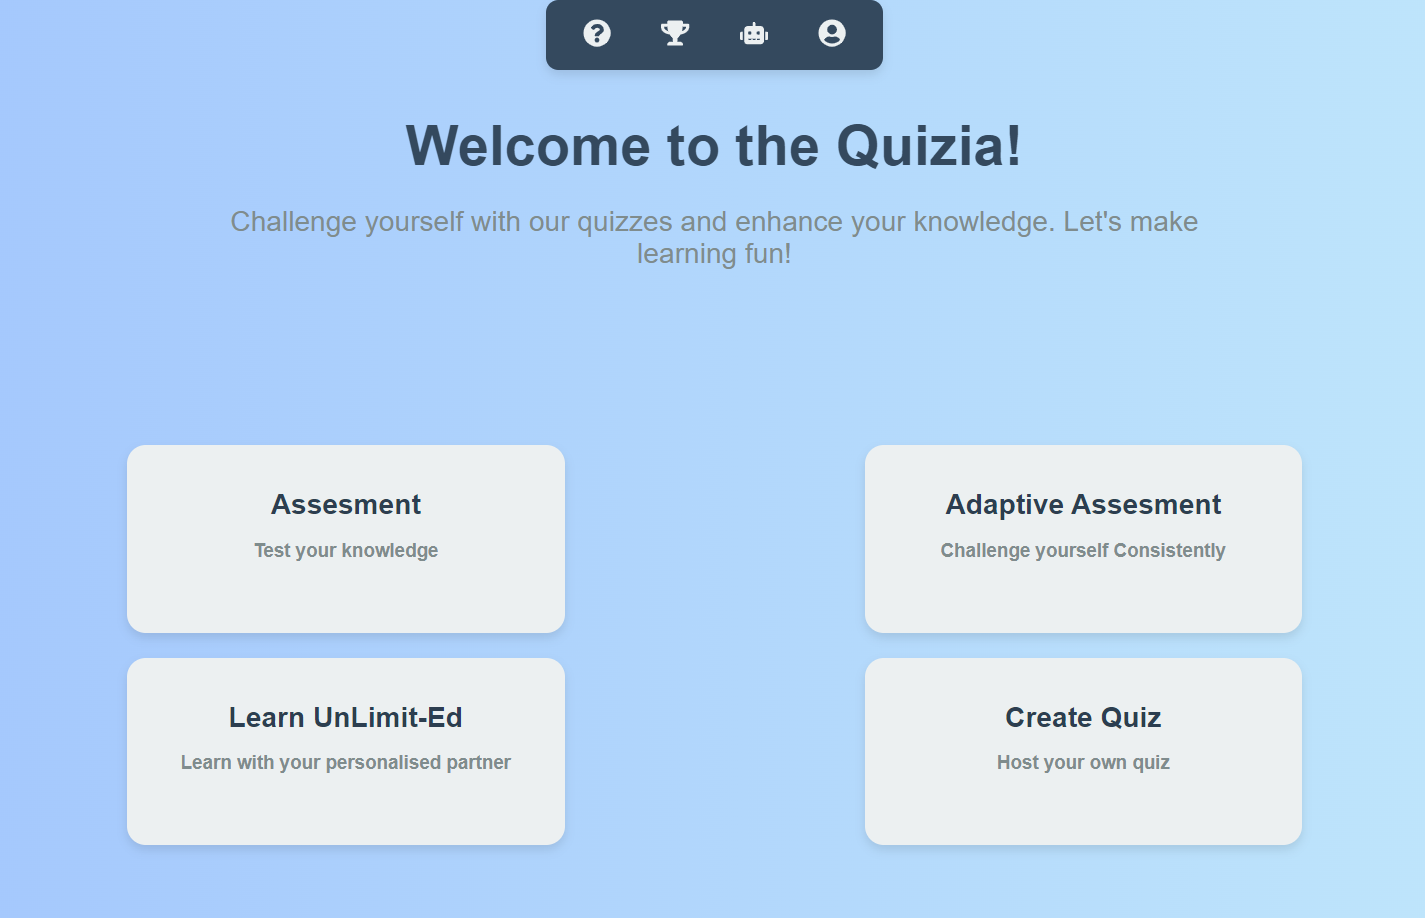 Welcome to the Quizia!
Challenge yourself with our quizzes and enhance your knowledge. Let's make
learning fun!
Assesment
Test your knowledge
Adaptive Assesment
Challenge yourself Consistently
Learn UnLimit-Ed
Learn with your personalised partner
Create Quiz
Host your own quiz